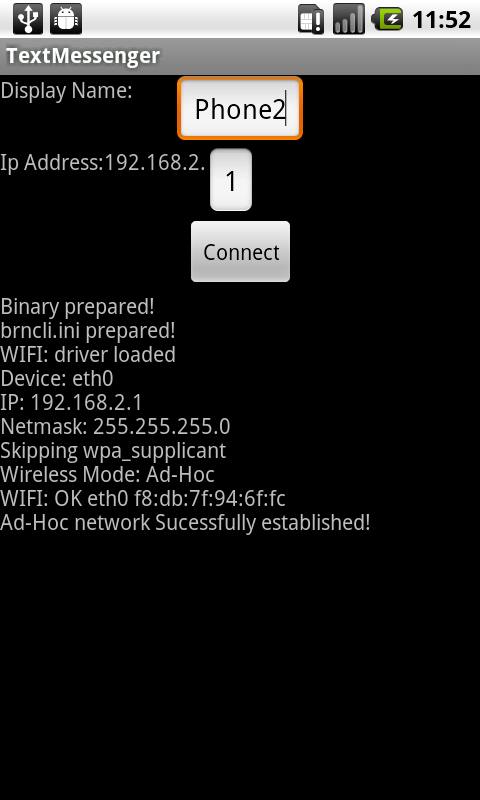 11:52
TextMessenger
Display Name: Phone2
Ip Address:192.168.2. 1
Connect
Binary prepared!
brncli.ini prepared!
WIFI: driver loaded
Device: eth0
IP: 192.168.2.1
Netmask: 255.255.255.0
Skipping wpa_supplicant
Wireless Mode: Ad-Hoc
WIFI: OK eth0 f8:db:7f:94:6f:fc
Ad-Hoc network Sucessfully established!